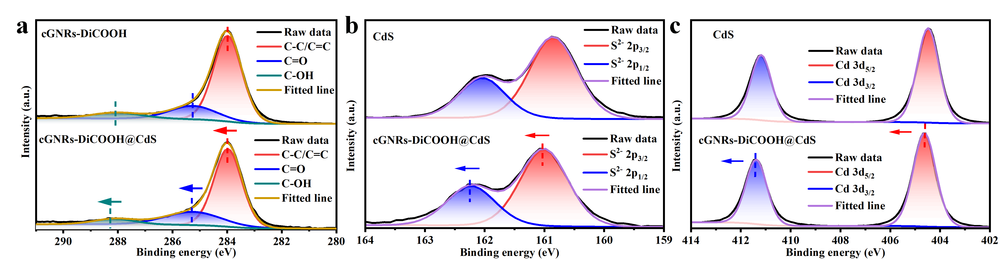 a
cGNRs-DiCOOH
Raw data
C-C/C=C
C=O
C-OH
Fitted line
cGNRs-DiCOOH@CdS
Raw data
C-C/C=C
C=O
C-OH
Fitted line
Intensity (a.u.)
290 288 286 284 282 280
Binding energy (eV)
b
CdS
Raw data
S²⁻ 2p₃/₂
S²⁻ 2p₁/₂
Fitted line
cGNRs-DiCOOH@CdS
Raw data
S²⁻ 2p₃/₂
S²⁻ 2p₁/₂
Fitted line
Intensity (a.u.)
164 163 162 161 160 159
Binding energy (eV)
c
CdS
Raw data
Cd 3d₅/₂
Cd 3d₃/₂
Fitted line
cGNRs-DiCOOH@CdS
Raw data
Cd 3d₅/₂
Cd 3d₃/₂
Fitted line
Intensity (a.u.)
414 412 410 408 406 404 402
Binding energy (eV)